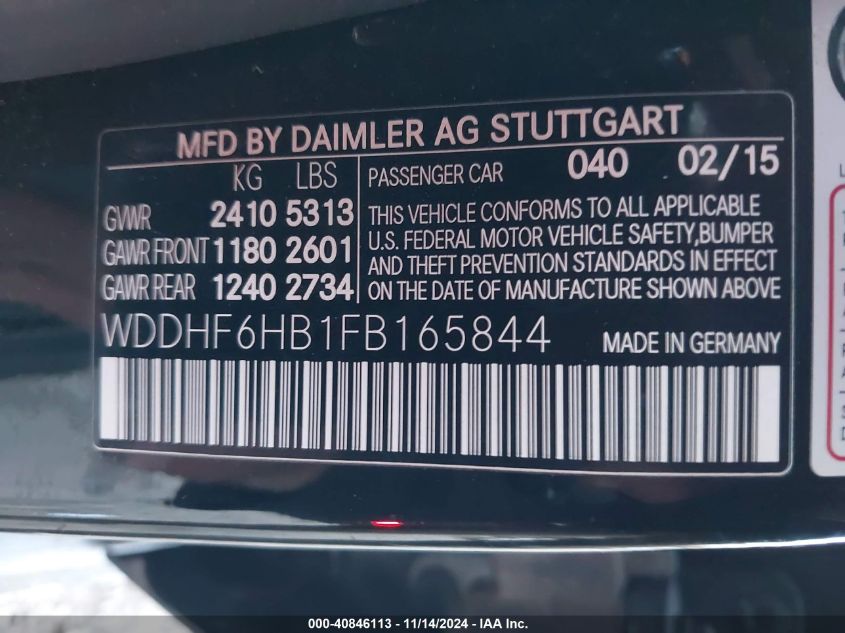 MFD BY DAIMLER AG STUTTGART
KG LBS
GVWR 2410 5313
GAWR FRONT 1180 2601
GAWR REAR 1240 2734
PASSENGER CAR 040 02/15
THIS VEHICLE CONFORMS TO ALL APPLICABLE
U.S. FEDERAL MOTOR VEHICLE SAFETY,BUMPER
AND THEFT PREVENTION STANDARDS IN EFFECT
ON THE DATE OF MANUFACTURE SHOWN ABOVE
WDDHF6HB1FB165844 MADE IN GERMANY
000-40846113 - 11/14/2024 - IAA Inc.